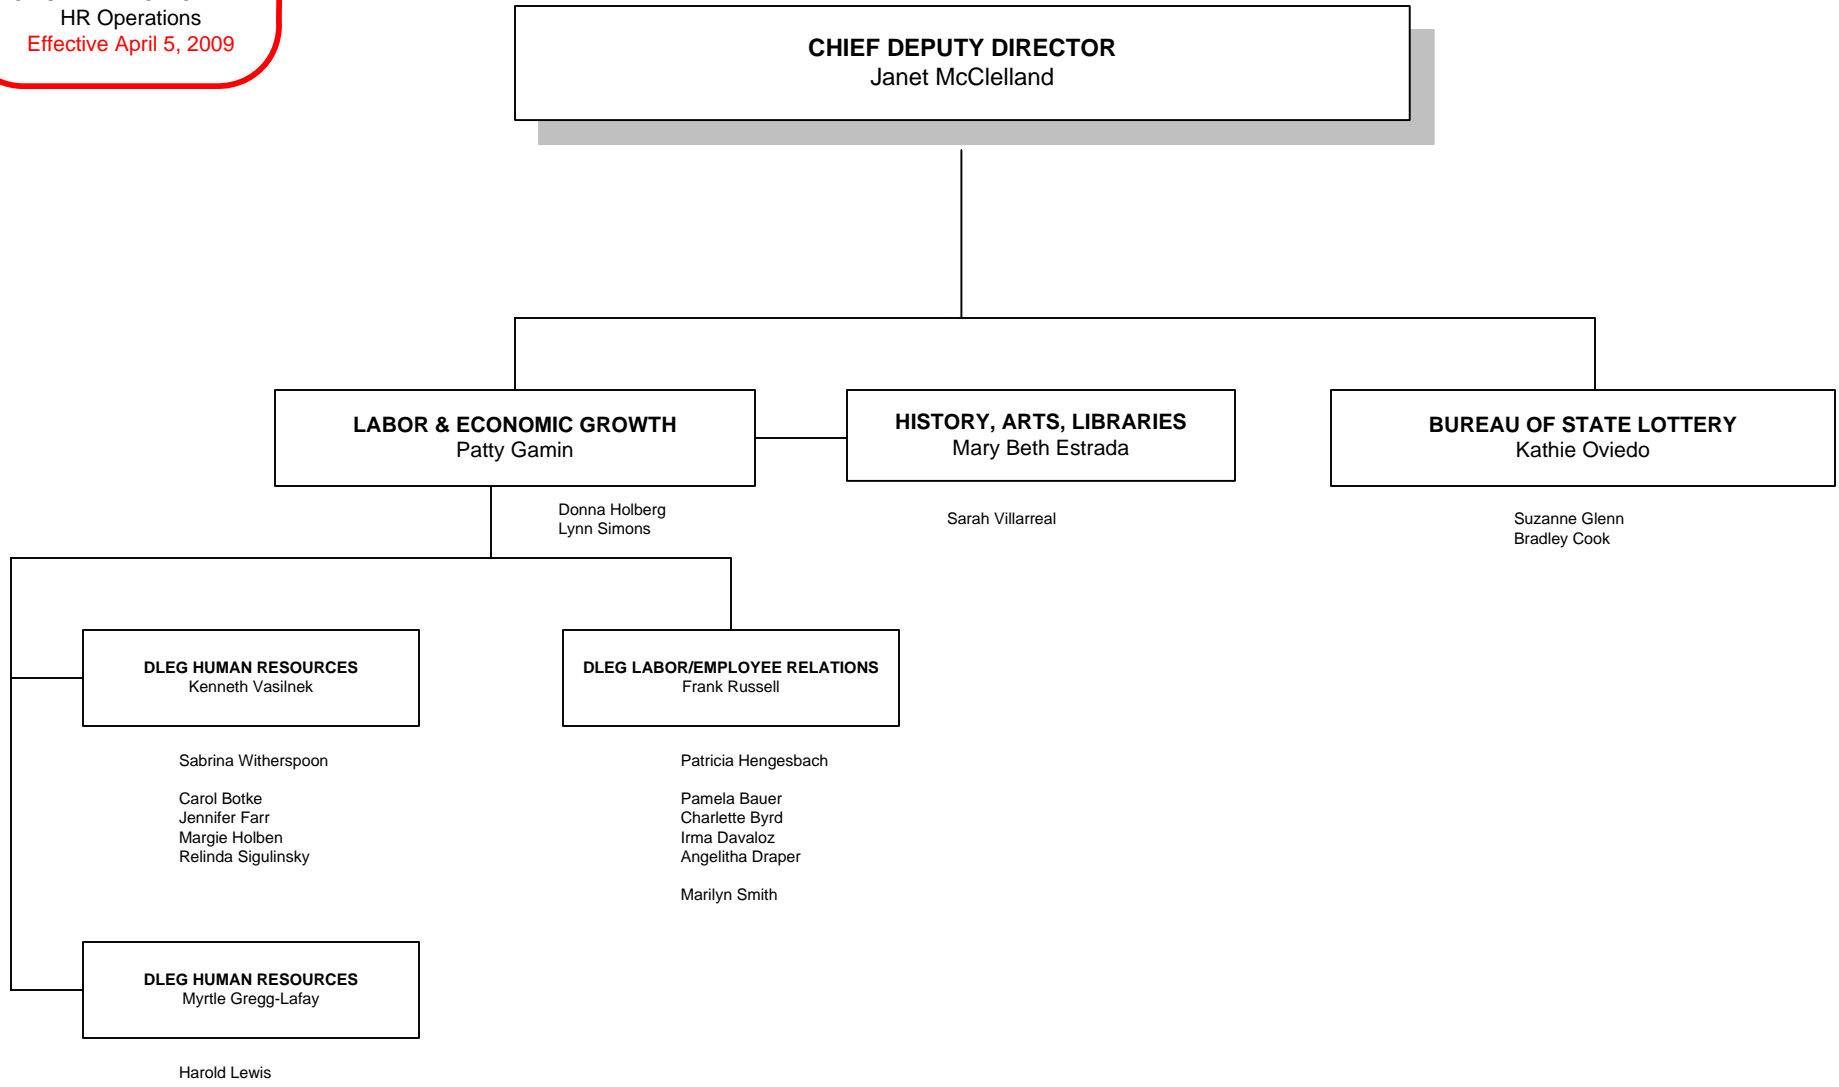 HR Operations
Effective April 5, 2009
CHIEF DEPUTY DIRECTOR
Janet McClelland
LABOR & ECONOMIC GROWTH
Patty Gamin
HISTORY, ARTS, LIBRARIES
Mary Beth Estrada
BUREAU OF STATE LOTTERY
Kathie Oviedo
Donna Holberg
Lynn Simons
Sarah Villarreal
Suzanne Glenn
Bradley Cook
DLEG HUMAN RESOURCES
Kenneth Vasilnek
DLEG LABOR/EMPLOYEE RELATIONS
Frank Russell
Sabrina Witherspoon
Carol Botke
Jennifer Farr
Margie Holben
Relinda Sigulinsky
Patricia Hengesbach
Pamela Bauer
Charlette Byrd
Irma Davaloz
Angelitha Draper
Marilyn Smith
DLEG HUMAN RESOURCES
Myrtle Gregg-Lafay
Harold Lewis